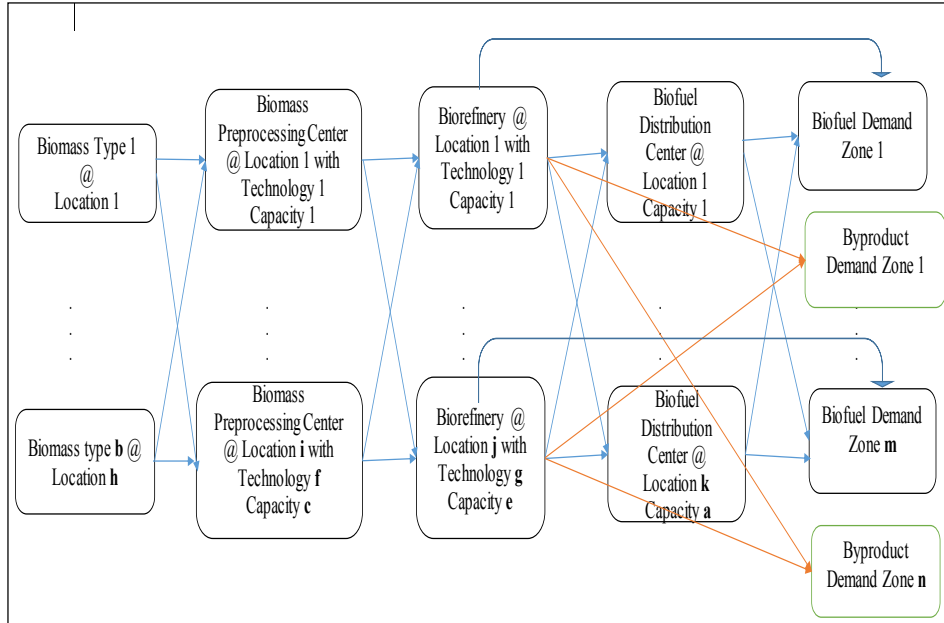 Biomass Type 1
@
Location 1
Biomass
Preprocessing Center
@ Location 1 with
Technology 1
Capacity 1
Biorefinery @
Location 1 with
Technology 1
Capacity 1
Biofuel
Distribution
Center @
Location 1
Capacity 1
Biofuel Demand
Zone 1
Byproduct
Demand Zone 1
Biomass type b @
Location h
Biomass
Preprocessing Center
@ Location i with
Technology f
Capacity c
Biorefinery @
Location j with
Technology g
Capacity e
Biofuel
Distribution
Center @
Location k
Capacity a
Biofuel Demand
Zone m
Byproduct
Demand Zone n